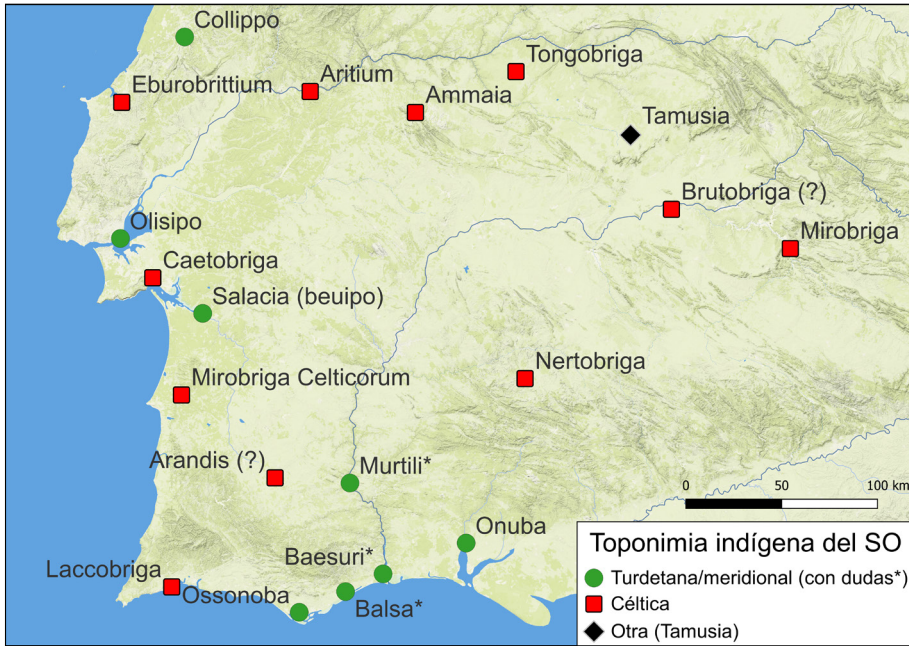 Collippo
Tongobriga
Eburobrittium
Aritium
Ammaia
Tamusia
Brutobriga (?)
Olisipo
Mirobriga
Caetobriga
Salacia (beuipo)
Nertobriga
Mirobriga Celticorum
Arandis (?)
Murtili*
0 50 100 km
Onuba
Baesuri*
Laccobriga
Ossonoba
Balsa*
Toponimia indígena del SO
Turdetana/meridional (con dudas*)
Céltica
Otra (Tamusia)